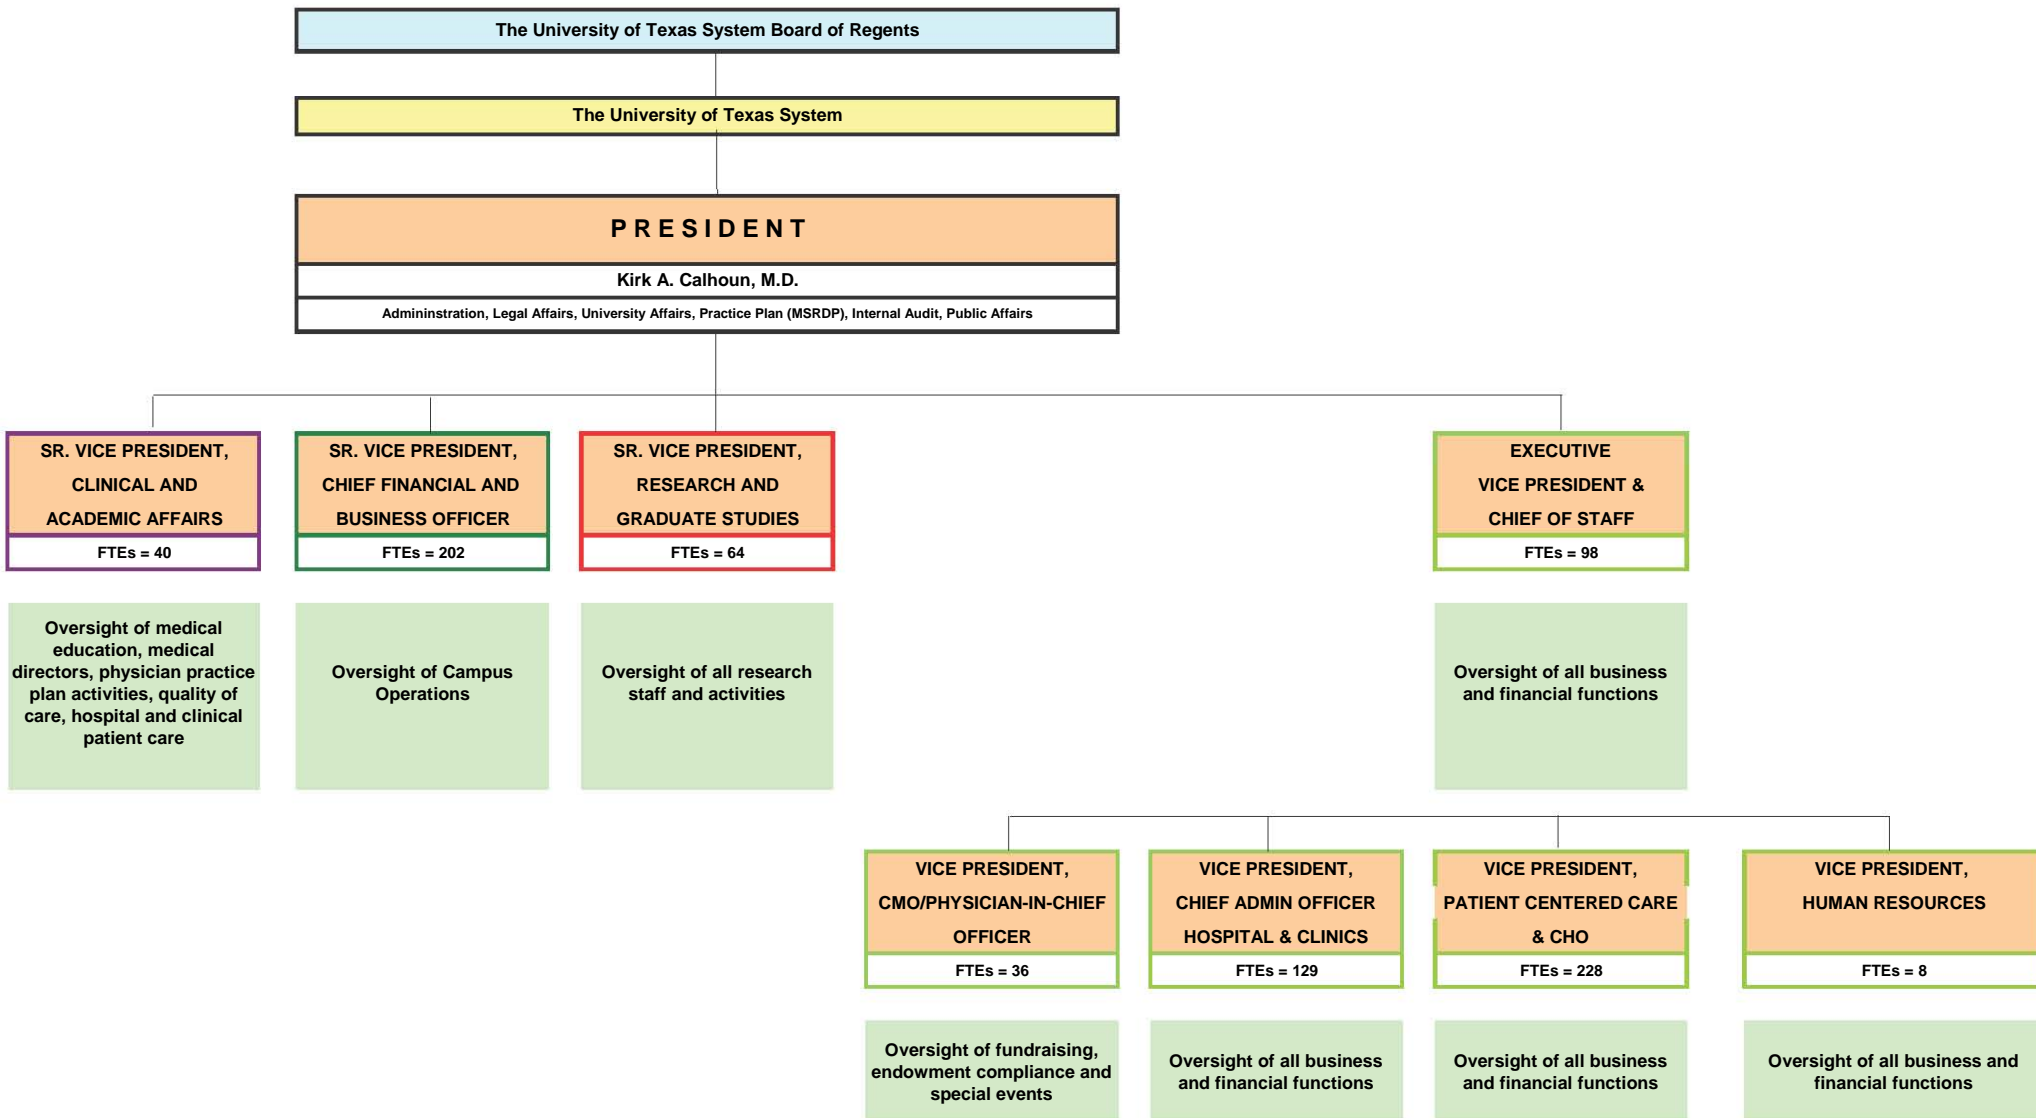 The University of Texas System Board of Regents
The University of Texas System
PRESIDENT
Kirk A. Calhoun, M.D.
Admininstration, Legal Affairs, University Affairs, Practice Plan (MSRDP), Internal Audit, Public Affairs
SR. VICE PRESIDENT,
CLINICAL AND
ACADEMIC AFFAIRS
FTEs = 40
SR. VICE PRESIDENT,
CHIEF FINANCIAL AND
BUSINESS OFFICER
FTEs = 202
SR. VICE PRESIDENT,
RESEARCH AND
GRADUATE STUDIES
FTEs = 64
EXECUTIVE
VICE PRESIDENT &
CHIEF OF STAFF
FTEs = 98
Oversight of medical
education, medical
directors, physician practice
plan activities, quality of
care, hospital and clinical
patient care
Oversight of Campus
Operations
Oversight of all research
staff and activities
Oversight of all business
and financial functions
VICE PRESIDENT,
CMO/PHYSICIAN-IN-CHIEF
OFFICER
FTEs = 36
VICE PRESIDENT,
CHIEF ADMIN OFFICER
HOSPITAL & CLINICS
FTEs = 129
VICE PRESIDENT,
PATIENT CENTERED CARE
& CHO
FTEs = 228
VICE PRESIDENT,
HUMAN RESOURCES
FTEs = 8
Oversight of fundraising,
endowment compliance and
special events
Oversight of all business
and financial functions
Oversight of all business
and financial functions
Oversight of all business and
financial functions